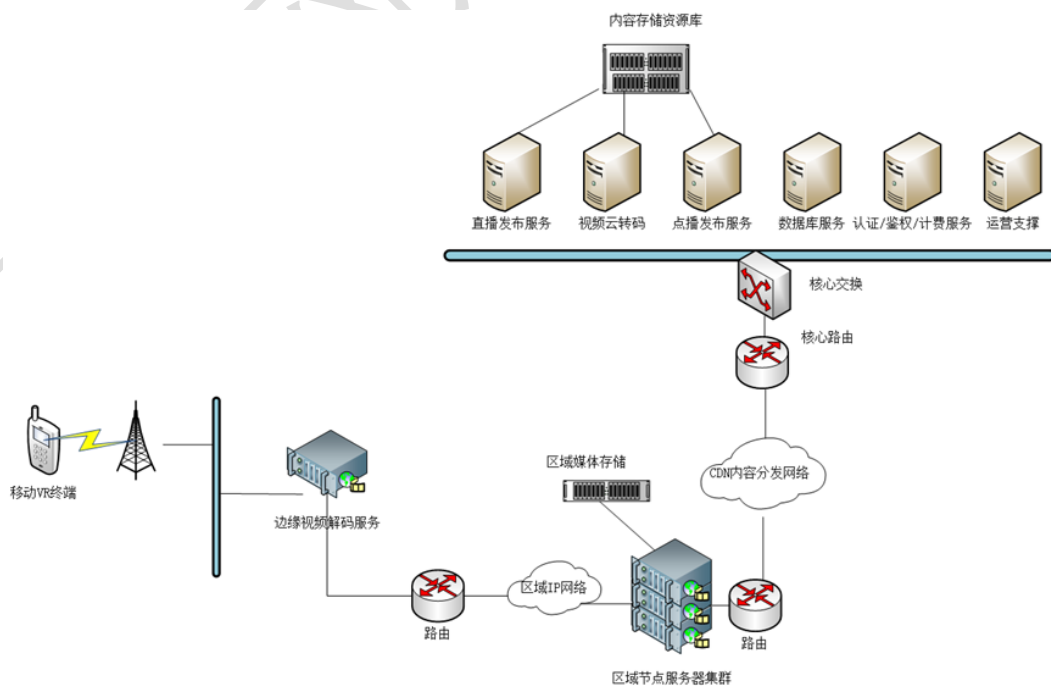 内容存储资源库
直播发布服务
视频云转码
点播发布服务
数据库服务
认证/鉴权/计费服务
运营支撑
核心交换
核心路由
CDN内容分发网络
区域媒体存储
移动VR终端
边缘视频解码服务
区域IP网络
路由
路由
区域节点服务器集群